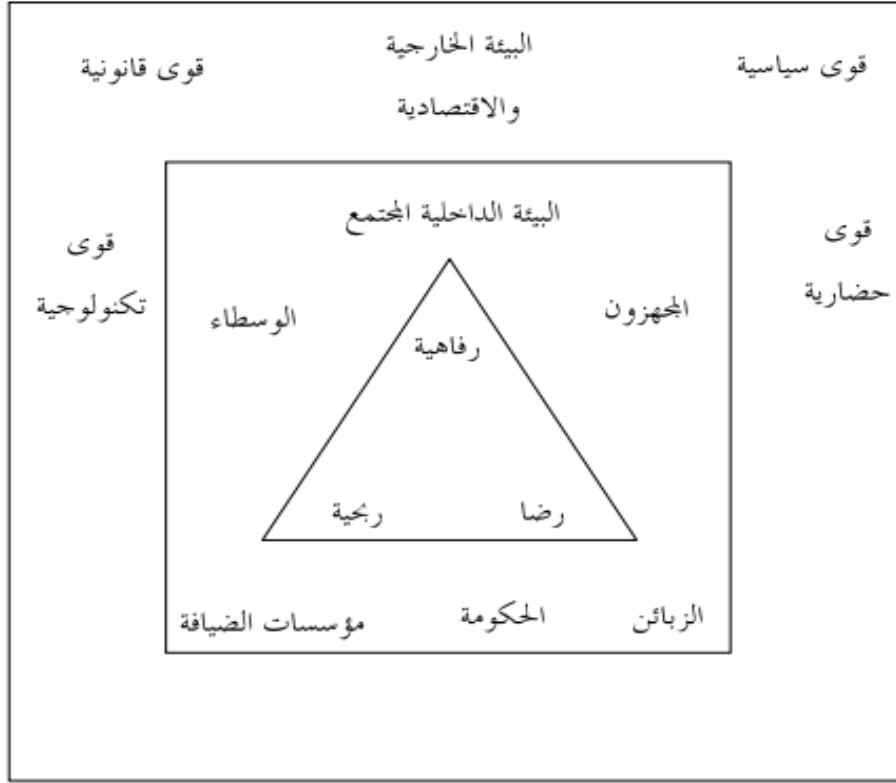 قوى سياسية
البيئة الخارجية
قوى قانونية
والاقتصادية
البيئة الداخلية المجتمع
قوى
حضارية
قوى
تكنولوجية
المجهزون
الوسطاء
رفاهية
رضا
ربحية
الزبائن
الحكومة
مؤسسات الضيافة